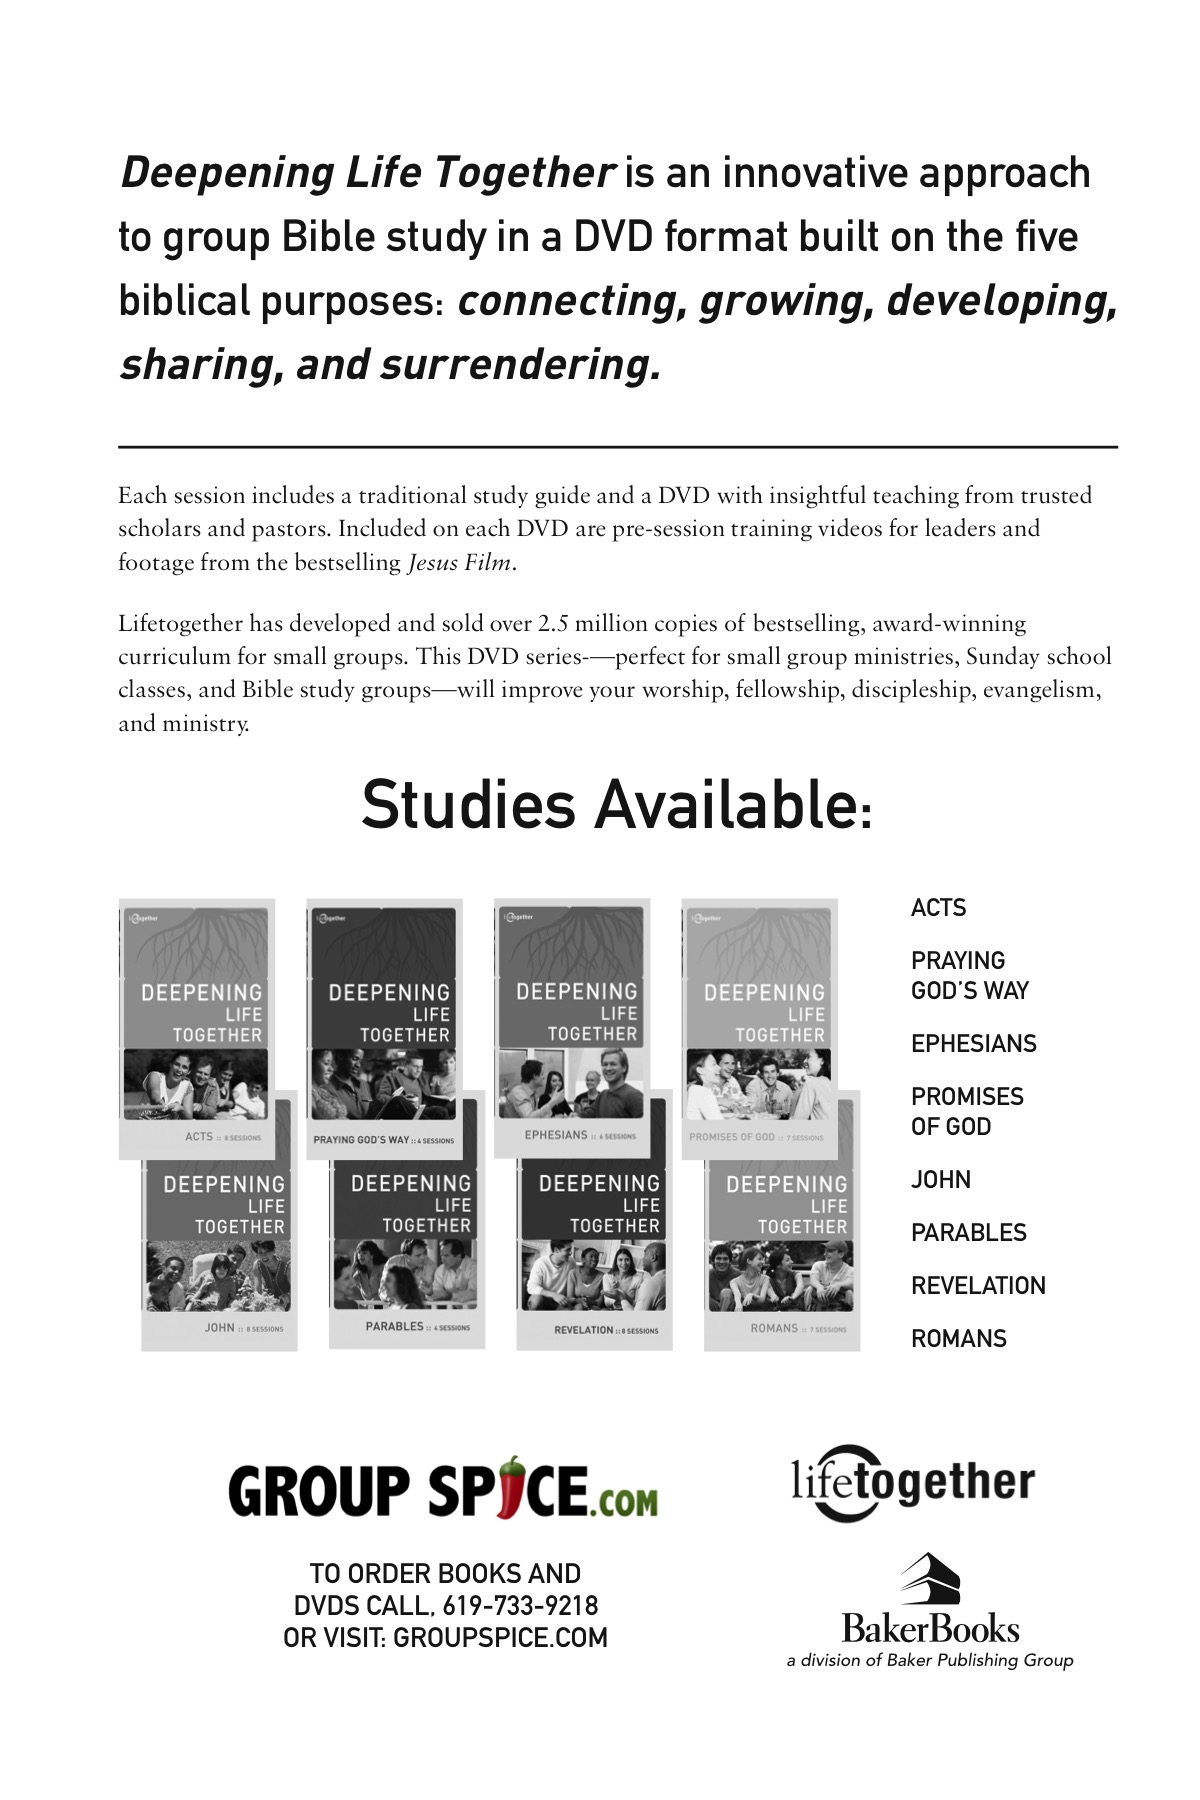 Deepening Life Together is an innovative approach
to group Bible study in a DVD format built on the five
biblical purposes: connecting, growing, developing,
sharing, and surrendering.
Each session includes a traditional study guide and a DVD with insightful teaching from trusted
scholars and pastors. Included on each DVD are pre-session training videos for leaders and
footage from the bestselling Jesus Film.
Lifetogether has developed and sold over 2.5 million copies of bestselling, award-winning
curriculum for small groups. This DVD series-—perfect for small group ministries, Sunday school
classes, and Bible study groups—will improve your worship, fellowship, discipleship, evangelism,
and ministry.
Studies Available:
DEEPENING
LIFE
TOGETHER
ACTS :: 8 SESSIONS
DEEPENING
LIFE
TOGETHER
PRAYING GOD'S WAY :: 6 SESSIONS
DEEPENING
LIFE
TOGETHER
EPHESIANS :: 6 SESSIONS
DEEPENING
LIFE
TOGETHER
PROMISES OF GOD :: 7 SESSIONS
DEEPENING
LIFE
TOGETHER
JOHN :: 8 SESSIONS
DEEPENING
LIFE
TOGETHER
PARABLES :: 6 SESSIONS
DEEPENING
LIFE
TOGETHER
REVELATION :: 8 SESSIONS
DEEPENING
LIFE
TOGETHER
ROMANS :: 7 SESSIONS
ACTS
PRAYING
GOD'S WAY
EPHESIANS
PROMISES
OF GOD
JOHN
PARABLES
REVELATION
ROMANS
GROUP SPICE.COM
TO ORDER BOOKS AND
DVDS CALL, 619-733-9218
OR VISIT: GROUPSPICE.COM
lifetogether
BakerBooks
a division of Baker Publishing Group